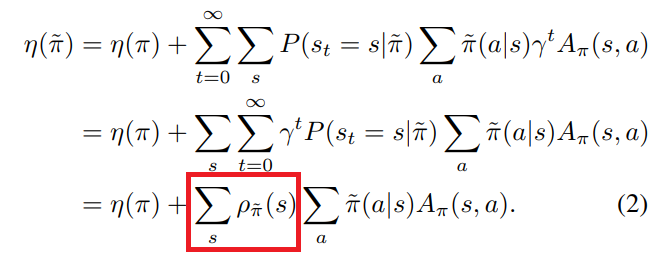 η(π̃) = η(π) + ∑_{t=0}^{∞} ∑_{s} P(s_t = s|π̃) ∑_{a} π̃(a|s)γ^t A_π(s, a)
= η(π) + ∑_{s} ∑_{t=0}^{∞} γ^t P(s_t = s|π̃) ∑_{a} π̃(a|s)A_π(s, a)
= η(π) + ∑_{s} ρ_π̃(s) ∑_{a} π̃(a|s)A_π(s, a). (2)